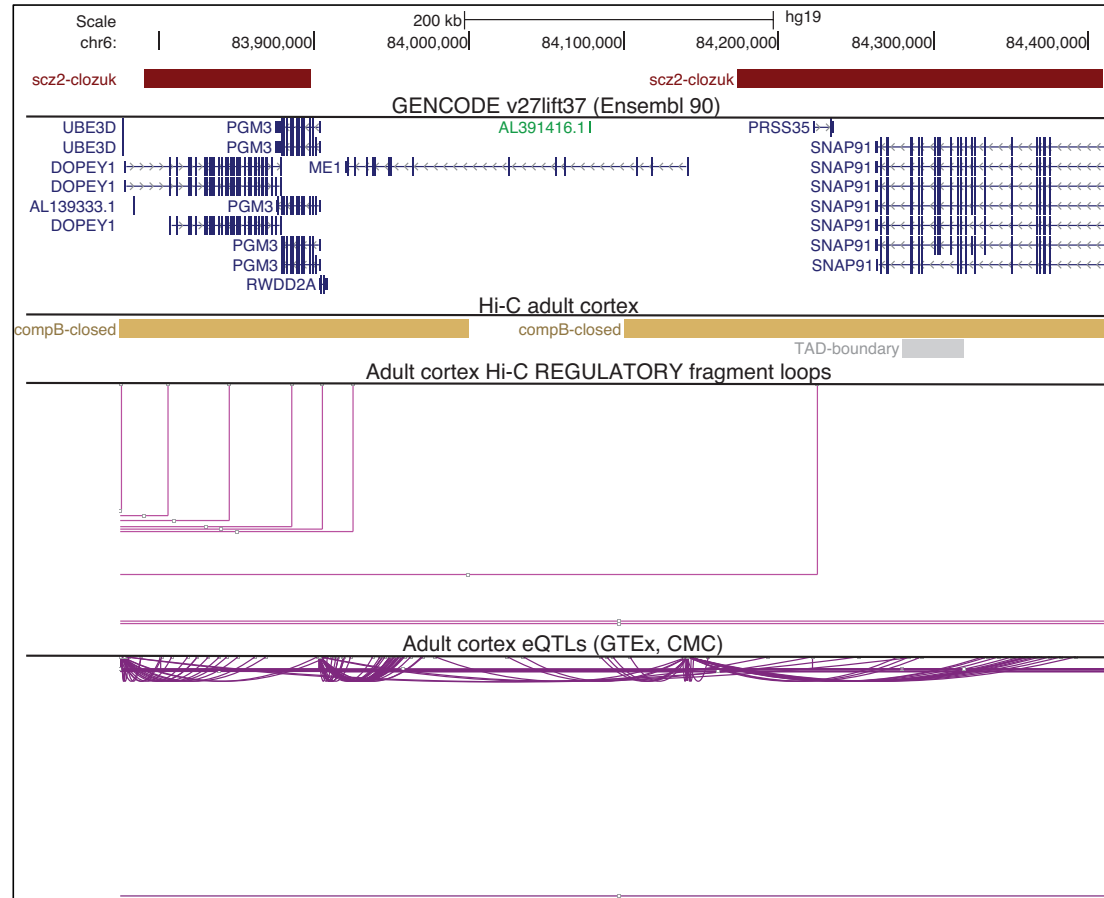 Scale 200 kb hg19
chr6: 83,900,000 84,000,000 84,100,000 84,200,000 84,300,000 84,400,000
scz2-clozuk scz2-clozuk
GENCODE v27lift37 (Ensembl 90)
UBE3D PGM3 AL391416.1 PRSS35
UBE3D PGM3 SNAP91
DOPEY1 ME1 SNAP91
DOPEY1 SNAP91
AL139333.1 PGM3 SNAP91
DOPEY1 SNAP91
PGM3 SNAP91
PGM3 SNAP91
RWDD2A
Hi-C adult cortex
compB-closed compB-closed
TAD-boundary
Adult cortex Hi-C REGULATORY fragment loops
Adult cortex eQTLs (GTEx, CMC)